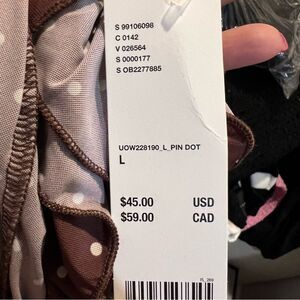 S 99106098
C 0142
V 026564
S 0000177
S OB2277885
UOW228190_L_PIN DOT
L
$45.00 USD
$59.00 CAD